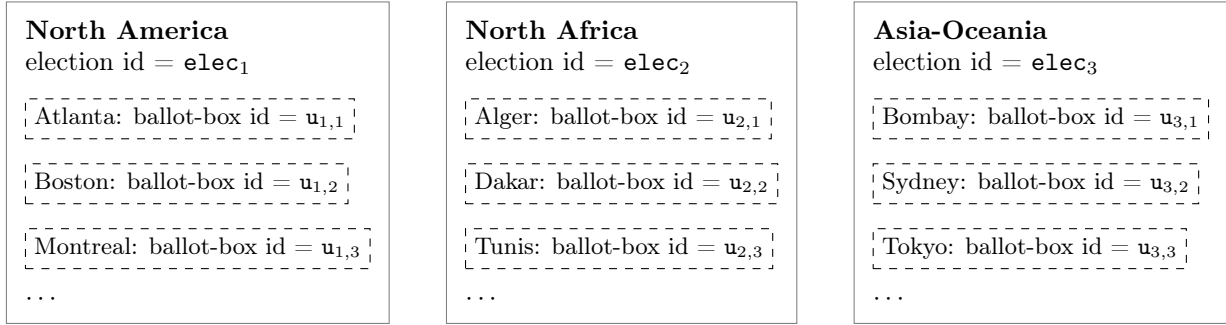 North America
election id = elec₁
Atlanta: ballot-box id = u₁,₁
Boston: ballot-box id = u₁,₂
Montreal: ballot-box id = u₁,₃
...
North Africa
election id = elec₂
Alger: ballot-box id = u₂,₁
Dakar: ballot-box id = u₂,₂
Tunis: ballot-box id = u₂,₃
...
Asia-Oceania
election id = elec₃
Bombay: ballot-box id = u₃,₁
Sydney: ballot-box id = u₃,₂
Tokyo: ballot-box id = u₃,₃
...